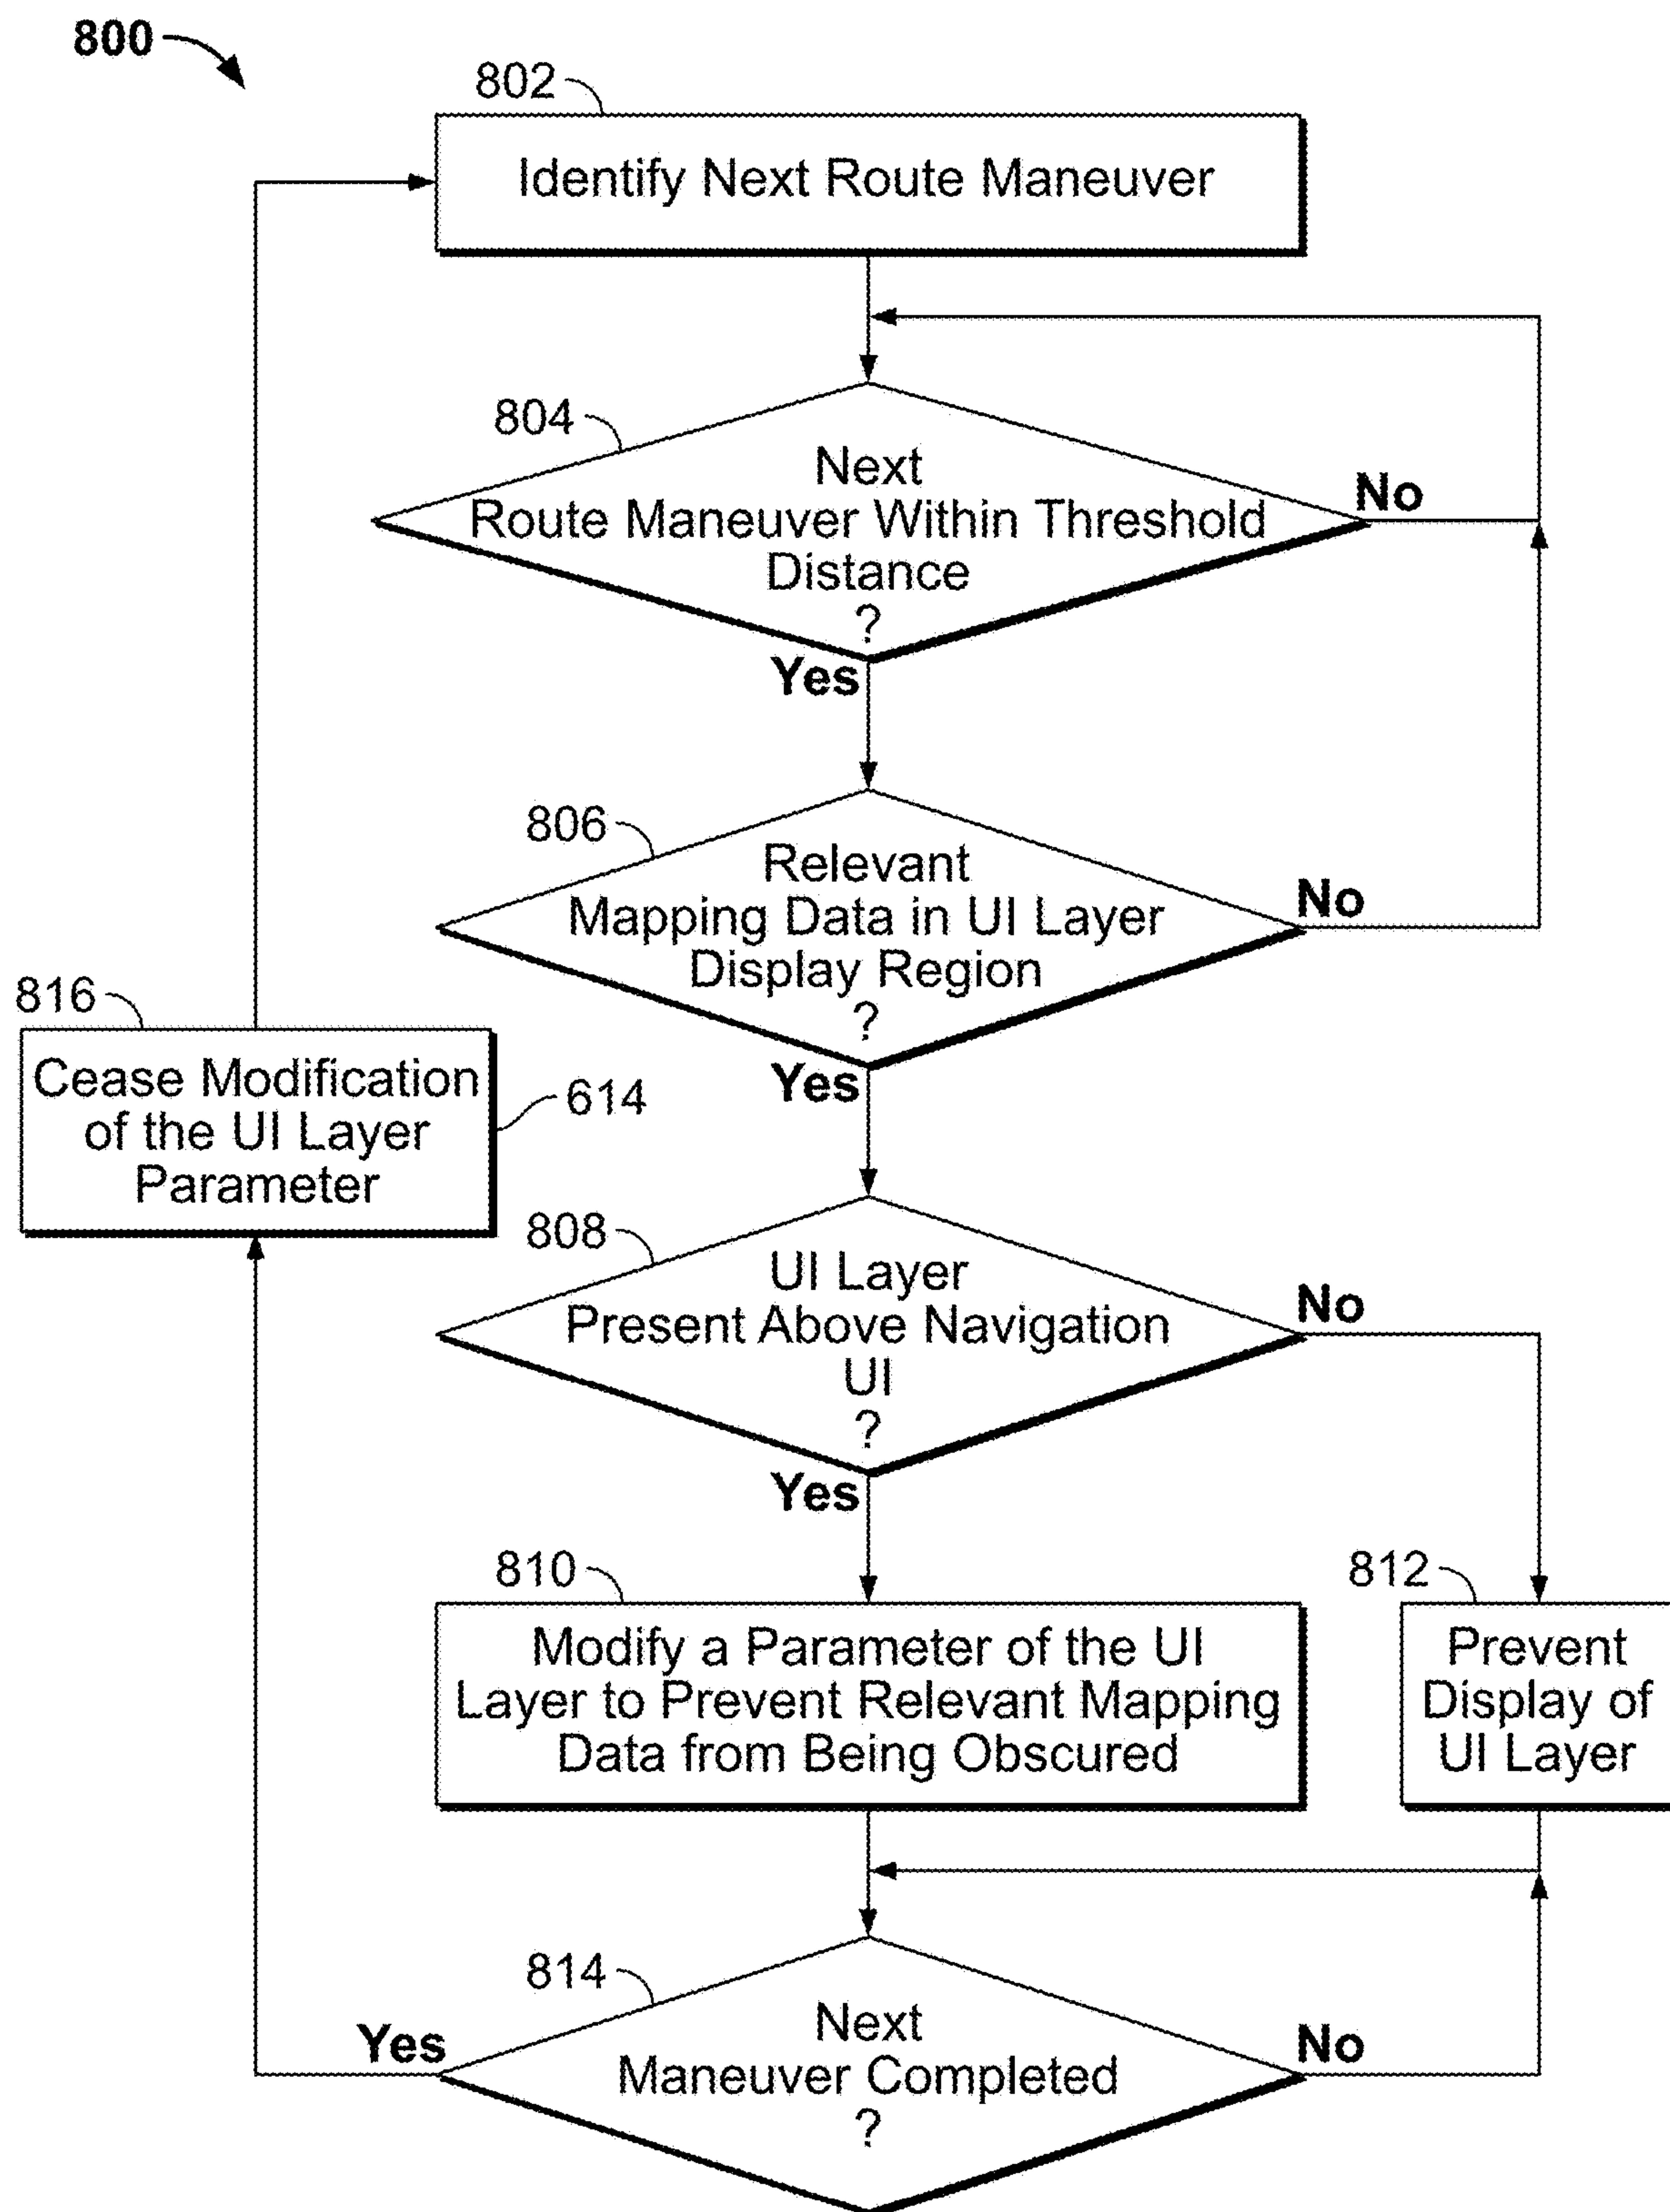 800
802
Identify Next Route Maneuver
804
Next
Route Maneuver Within Threshold
Distance
?
No
Yes
806
Relevant
Mapping Data in UI Layer
Display Region
?
No
Yes
816
Cease Modification
of the UI Layer
Parameter
614
808
UI Layer
Present Above Navigation
UI
?
No
Yes
810
Modify a Parameter of the UI
Layer to Prevent Relevant Mapping
Data from Being Obscured
812
Prevent
Display of
UI Layer
814
Next
Maneuver Completed
?
Yes
No